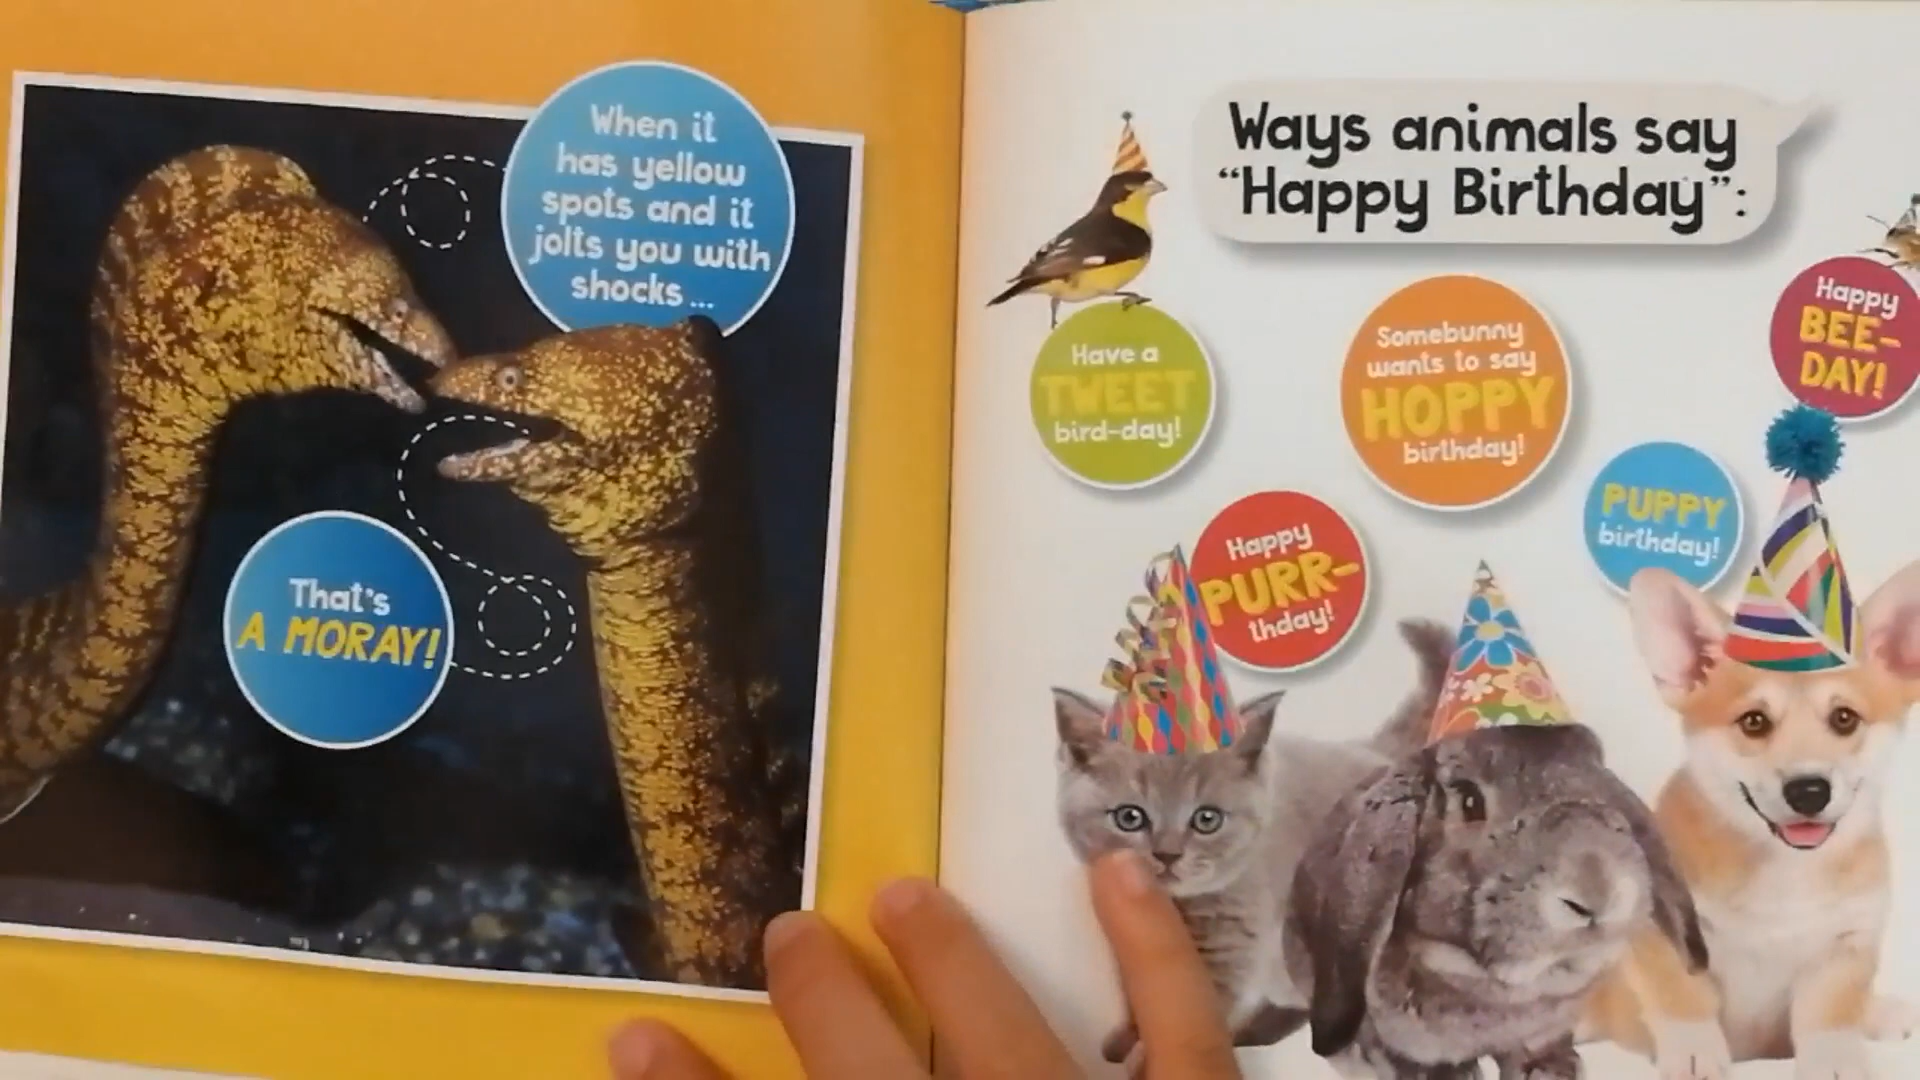 When it
has yellow
spots and it
jolts you with
shocks...
That's
A MORAY!
Ways animals say
"Happy Birthday":
Have a
TWEET
bird-day!
Somebunny
wants to say
HOPPY
birthday!
Happy
BEE-
DAY!
Happy
PURR-
thday!
PUPPY
birthday!